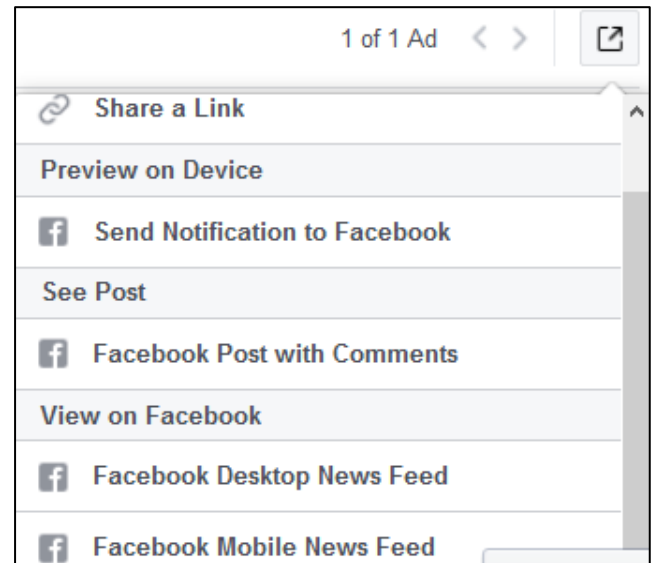 1 of 1 Ad
Share a Link
Preview on Device
Send Notification to Facebook
See Post
Facebook Post with Comments
View on Facebook
Facebook Desktop News Feed
Facebook Mobile News Feed